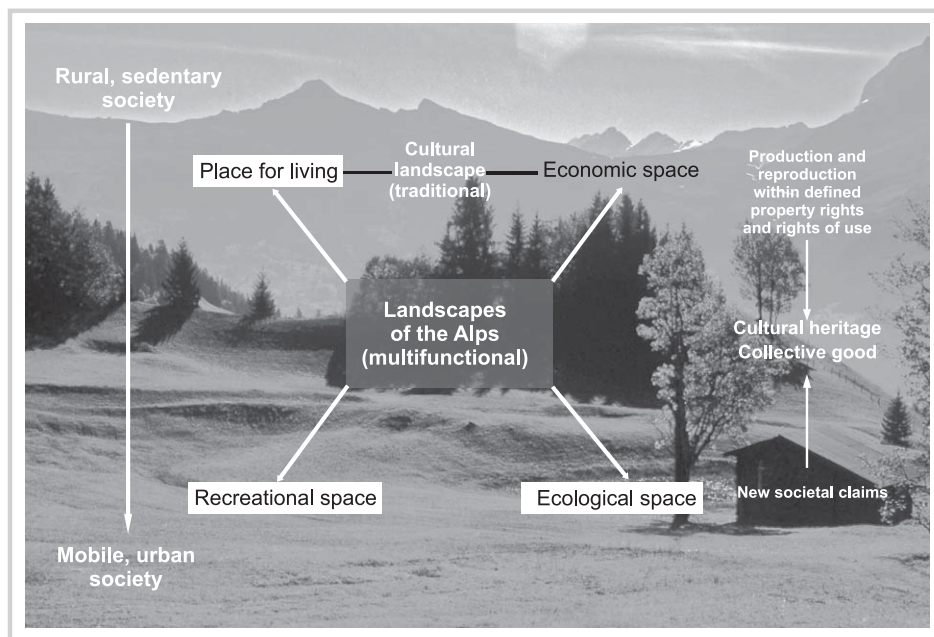 Rural, sedentary
society
Place for living
Cultural
landscape
(traditional)
Economic space
Production and
reproduction
within defined
property rights
and rights of use
Landscapes
of the Alps
(multifunctional)
Cultural heritage
Collective good
Recreational space
Ecological space
New societal claims
Mobile, urban
society